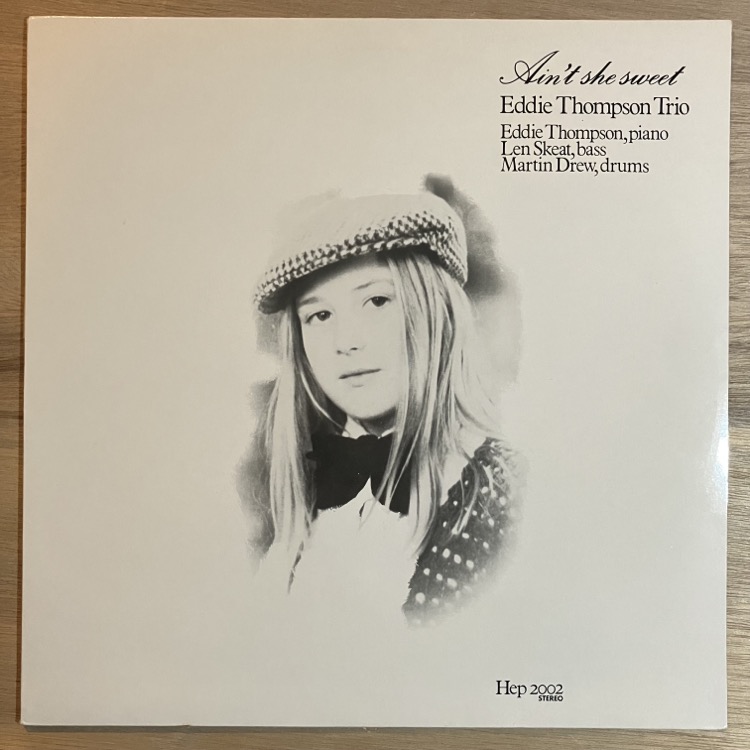 Ain't she sweet
Eddie Thompson Trio
Eddie Thompson, piano
Len Skeat, bass
Martin Drew, drums
Hep 2002
STEREO